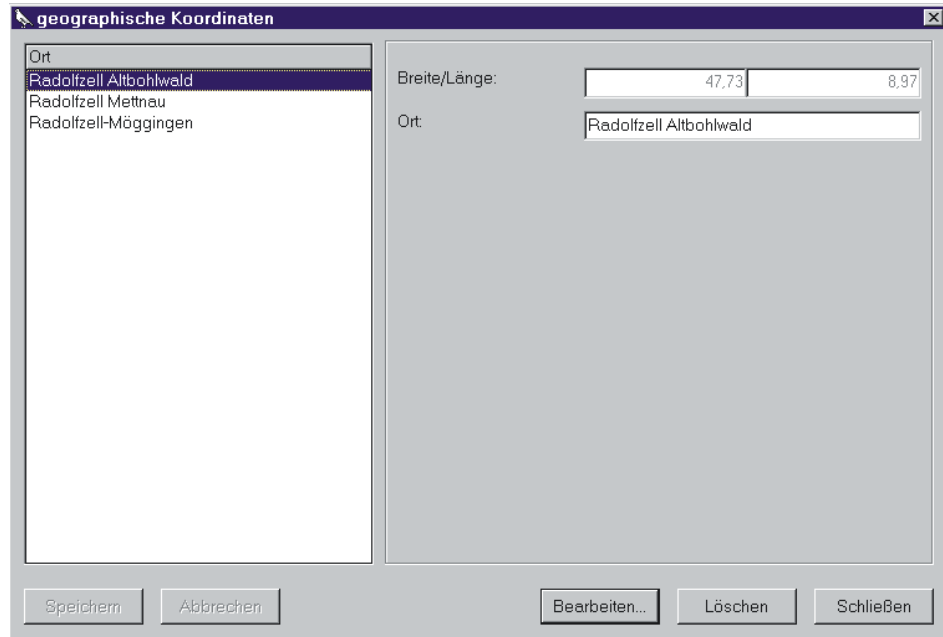 geographische Koordinaten
Ort
Radolfzell Altbohlwald
Radolfzell Mettnau
Radolfzell-Möggingen
Breite/Länge: 47,73 8,97
Ort: Radolfzell Altbohlwald
Speichern Abbrechen Bearbeiten... Löschen Schließen